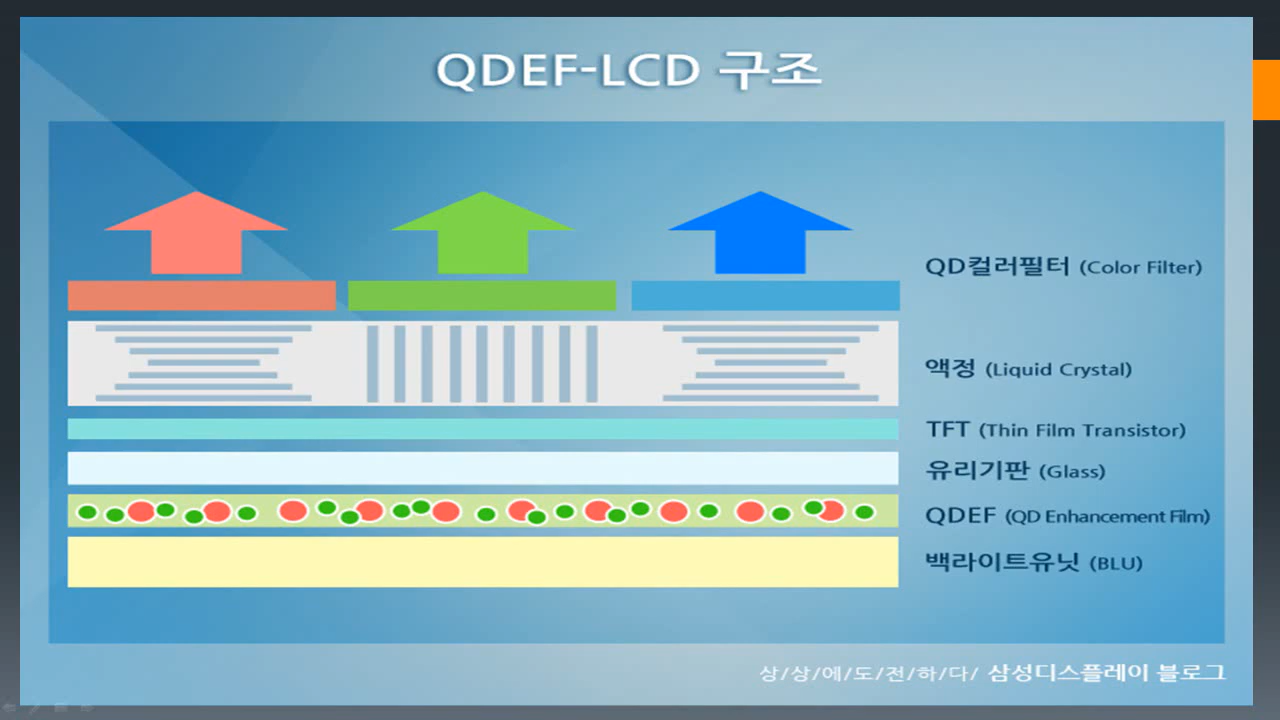 QDEF-LCD 구조
QD컬러필터 (Color Filter)
액정 (Liquid Crystal)
TFT (Thin Film Transistor)
유리기판 (Glass)
QDEF (QD Enhancement Film)
백라이트유닛 (BLU)
상/상/에/도/전/하/다/ 삼성디스플레이 블로그